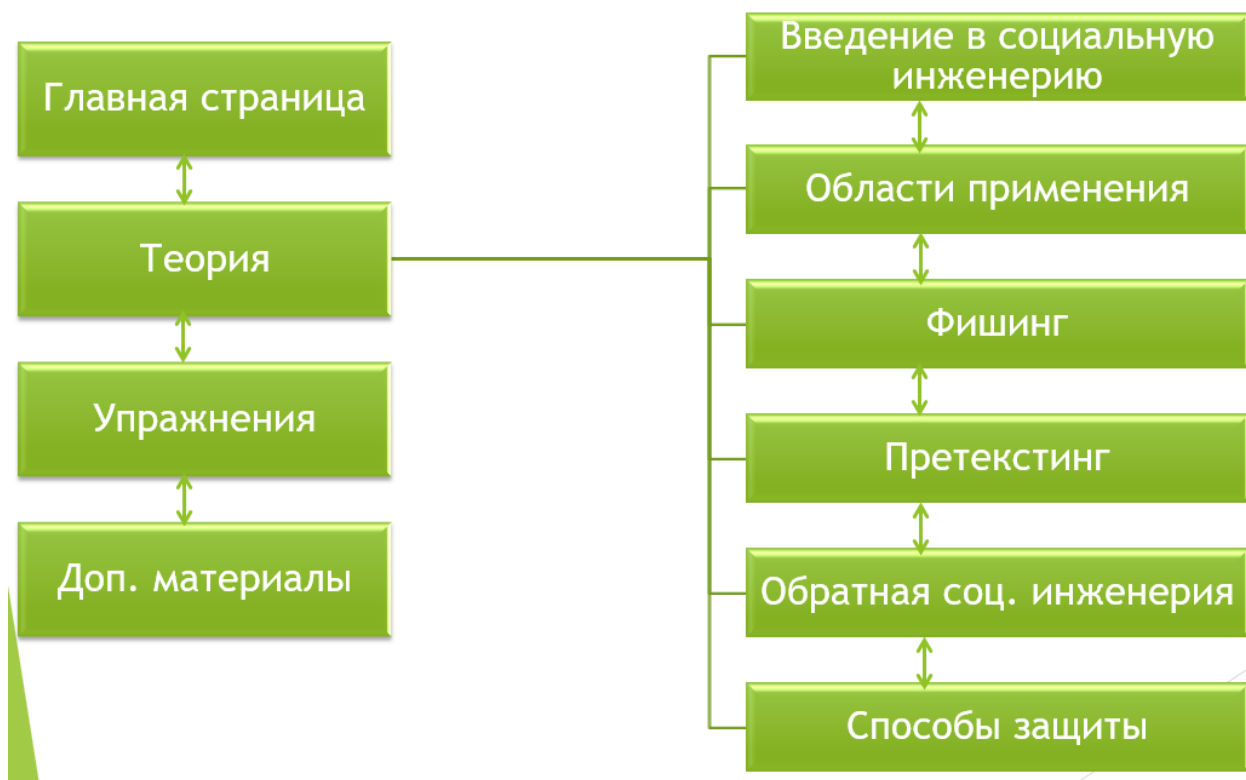 Главная страница
Теория
Упражнения
Доп. материалы
Введение в социальную
инженерию
Области применения
Фишинг
Претекстинг
Обратная соц. инженерия
Способы защиты